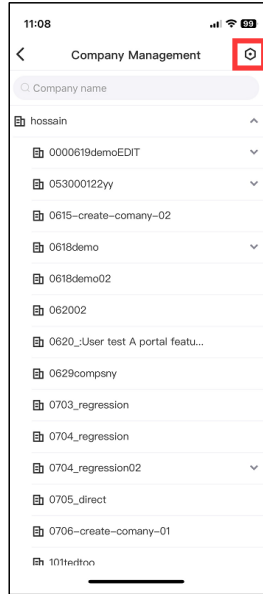 11:08
99
Company Management
Company name
hossain
0000619demoEDIT
053000122yy
0615-create-comany-02
0618demo
0618demo02
062002
0620_:User test A portal featu...
0629compsny
0703_regression
0704_regression
0704_regression02
0705_direct
0706-create-comany-01
101tedtoo